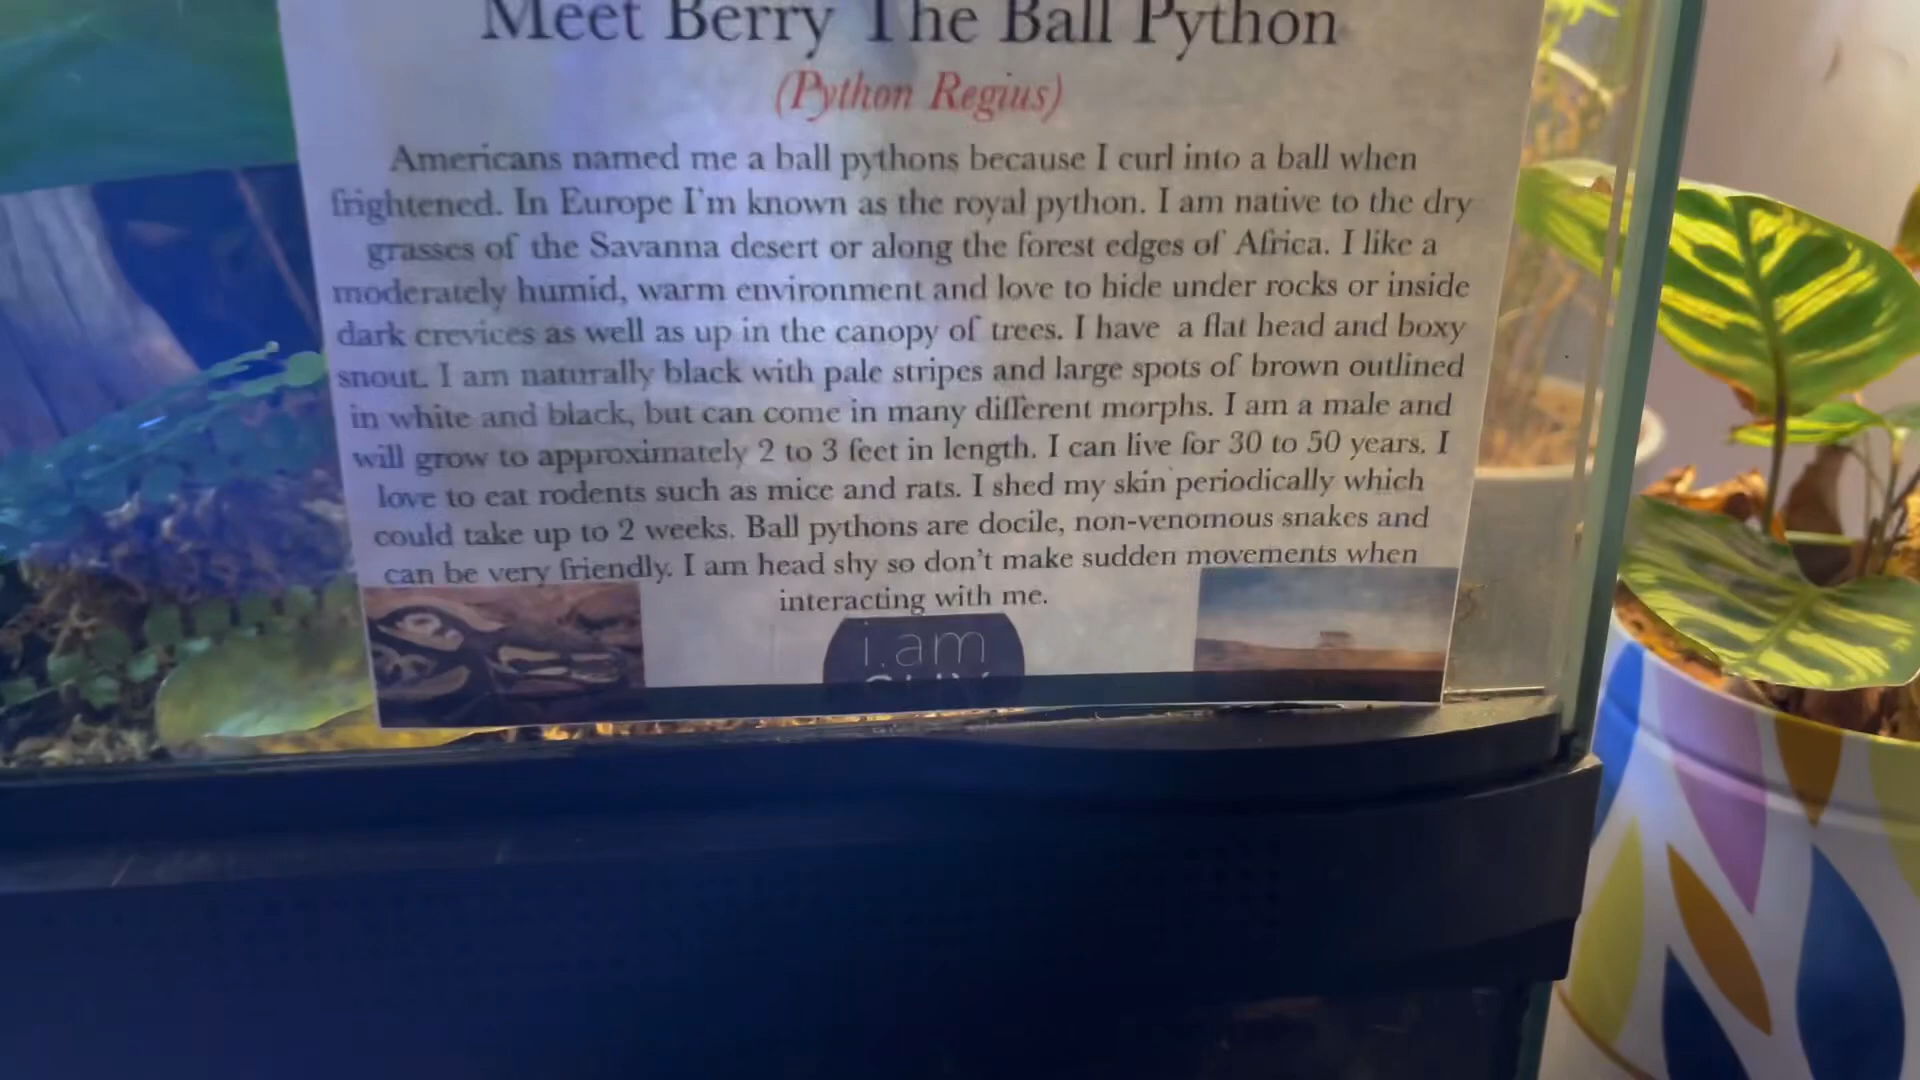 Meet Berry The Ball Python
(Python Regius)
Americans named me a ball pythons because I curl into a ball when
frightened. In Europe I'm known as the royal python. I am native to the dry
grasses of the Savanna desert or along the forest edges of Africa. I like a
moderately humid, warm environment and love to hide under rocks or inside
dark crevices as well as up in the canopy of trees. I have a flat head and boxy
snout. I am naturally black with pale stripes and large spots of brown outlined
in white and black, but can come in many different morphs. I am a male and
will grow to approximately 2 to 3 feet in length. I can live for 30 to 50 years. I
love to eat rodents such as mice and rats. I shed my skin periodically which
could take up to 2 weeks. Ball pythons are docile, non-venomous snakes and
can be very friendly. I am head shy so don't make sudden movements when
interacting with me.
i.am